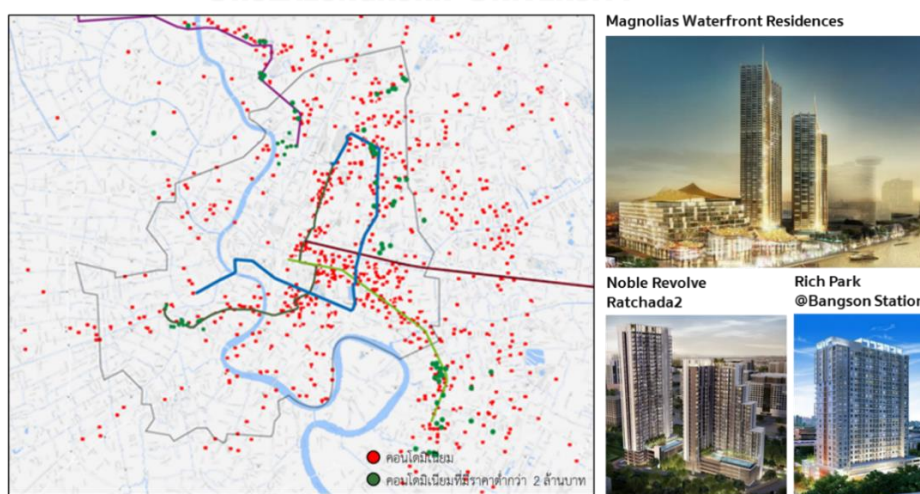 Magnolias Waterfront Residences
Noble Revolve
Ratchada2
Rich Park
@Bangson Station
คอนโดมิเนียม
คอนโดมิเนียมที่มีราคาต่ำกว่า 2 ล้านบาท